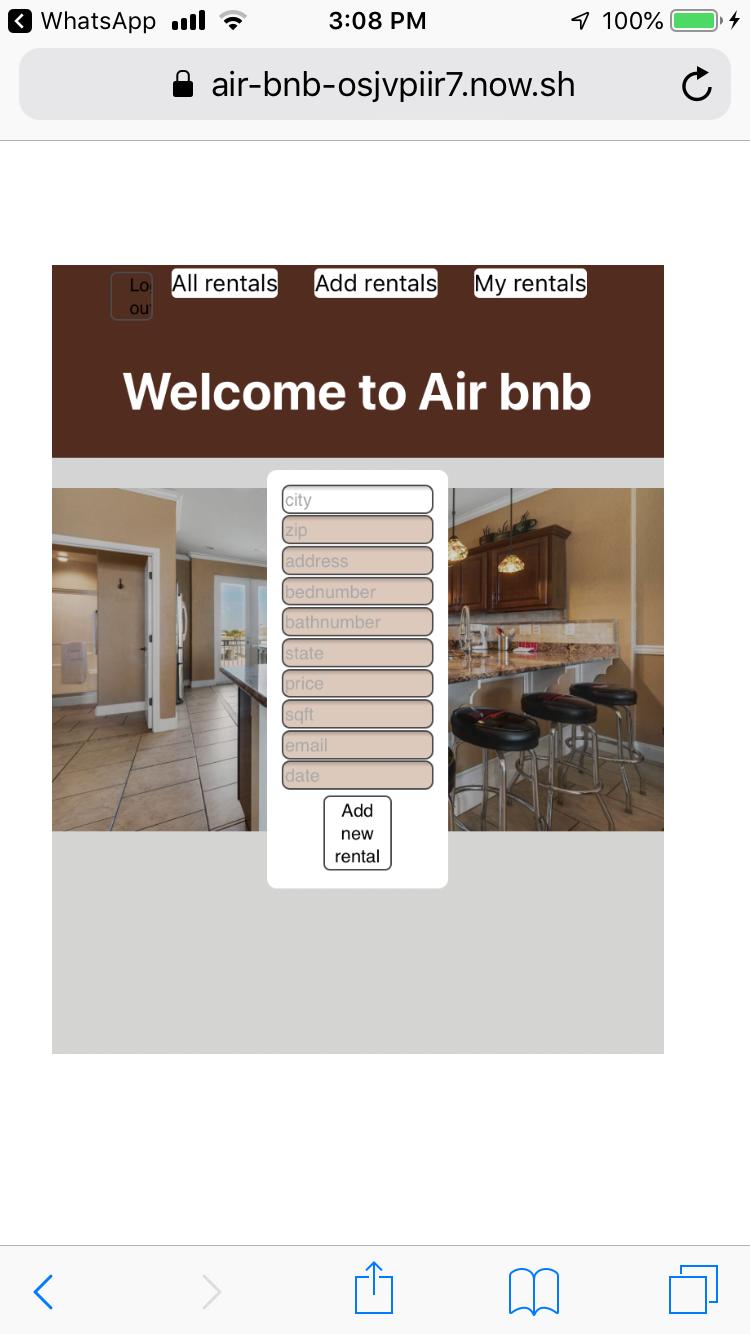 WhatsApp 3:08 PM 100%
air-bnb-osjvpiir7.now.sh
All rentals Add rentals My rentals
Lo
ou
Welcome to Air bnb
city
zip
address
bednumber
bathnumber
state
price
sqft
email
date
Add
new
rental